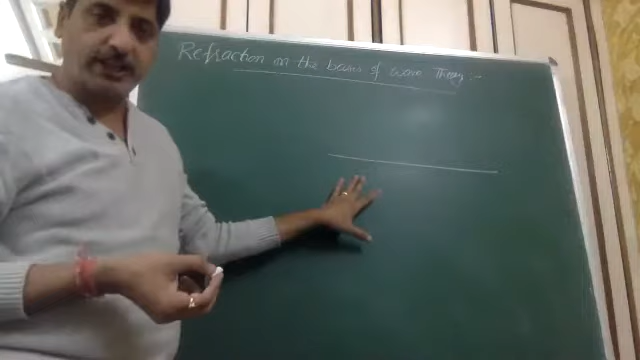 Refraction on the basis of wave Theory :-